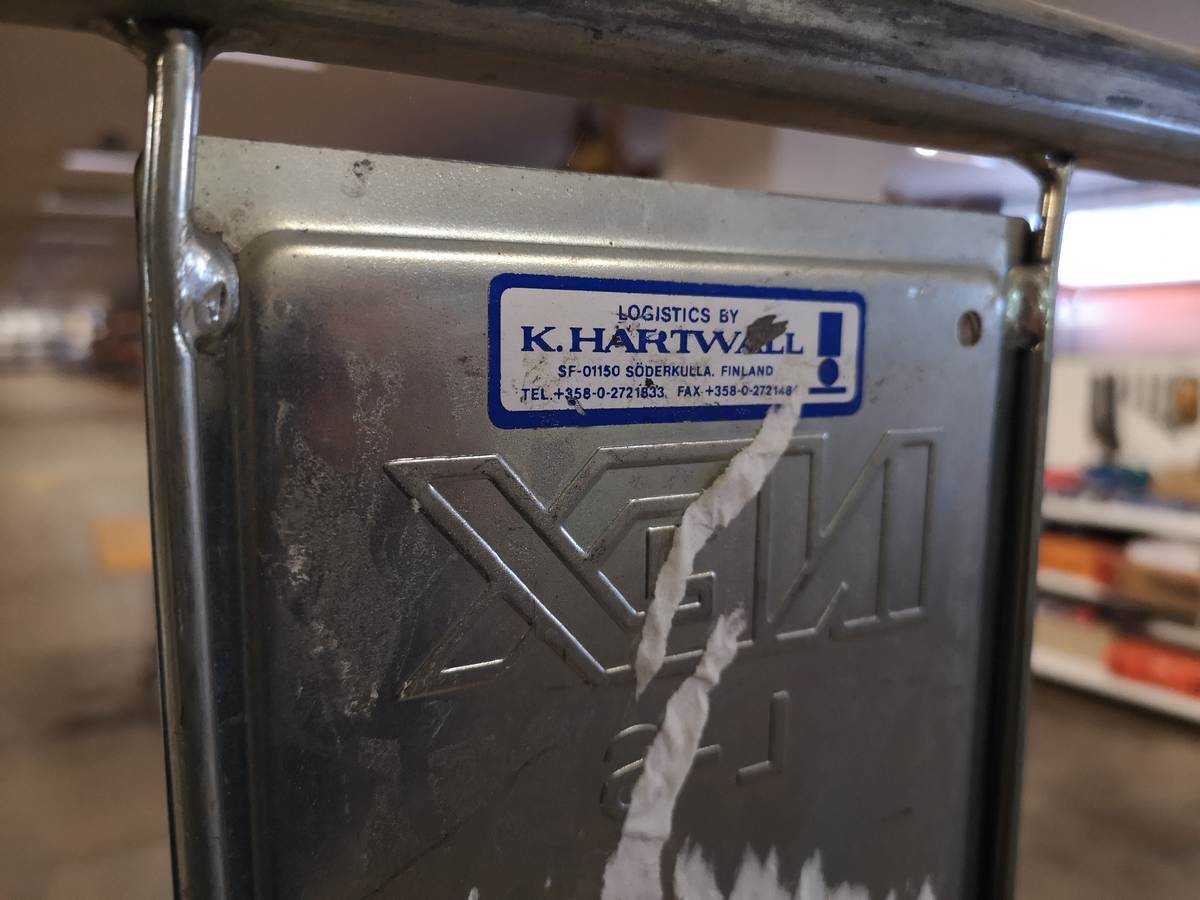 LOGISTICS BY
K.HARTWALL
SF-01150 SÖDERKULLA. FINLAND
TEL.+358-0-2721833 FAX +358-0-272148